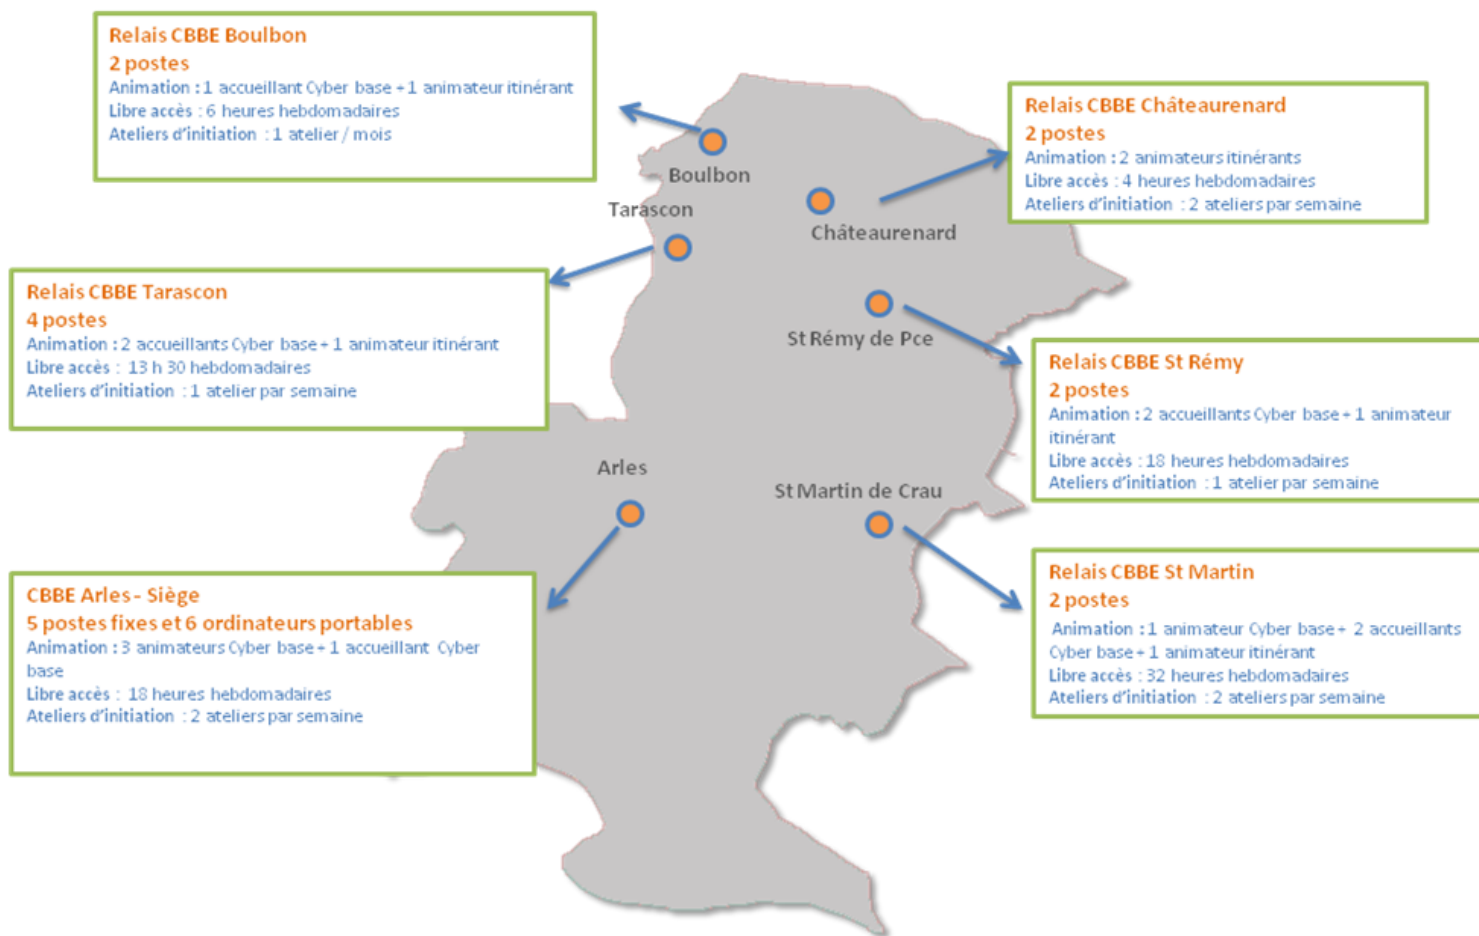 Relais CBBE Boulbon
2 postes
Animation : 1 accueillant Cyber base + 1 animateur itinérant
Libre accès : 6 heures hebdomadaires
Ateliers d'initiation : 1 atelier / mois
Relais CBBE Châteaurenard
2 postes
Animation : 2 animateurs itinérants
Libre accès : 4 heures hebdomadaires
Ateliers d'initiation : 2 ateliers par semaine
Boulbon
Tarascon
Châteaurenard
Relais CBBE Tarascon
4 postes
Animation : 2 accueillants Cyber base + 1 animateur itinérant
Libre accès : 13 h 30 hebdomadaires
Ateliers d'initiation : 1 atelier par semaine
St Rémy de Pce
Relais CBBE St Rémy
2 postes
Animation : 2 accueillants Cyber base + 1 animateur
itinérant
Libre accès : 18 heures hebdomadaires
Ateliers d'initiation : 1 atelier par semaine
Arles
St Martin de Crau
CBBE Arles - Siège
5 postes fixes et 6 ordinateurs portables
Animation : 3 animateurs Cyber base + 1 accueillant Cyber
base
Libre accès : 18 heures hebdomadaires
Ateliers d'initiation : 2 ateliers par semaine
Relais CBBE St Martin
2 postes
Animation : 1 animateur Cyber base + 2 accueillants
Cyber base + 1 animateur itinérant
Libre accès : 32 heures hebdomadaires
Ateliers d'initiation : 2 ateliers par semaine